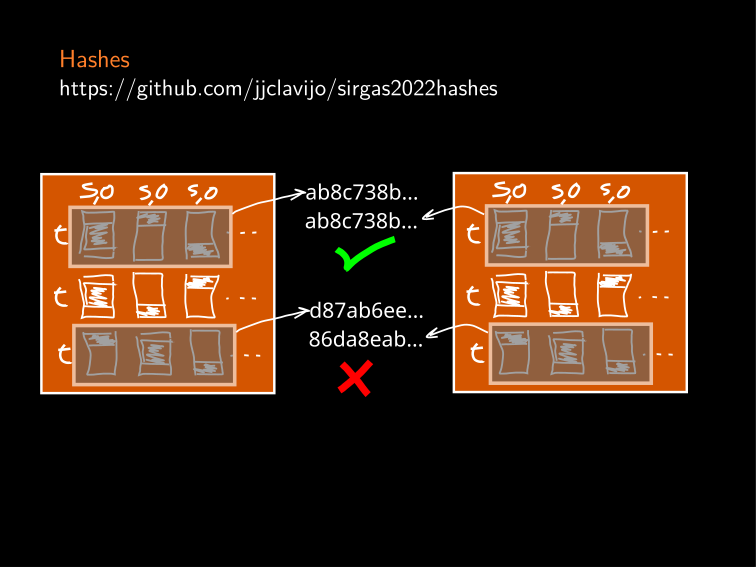 Hashes
https://github.com/jjclavijo/sirgas2022hashes
s,o s,o s,o
ab8c738b...
ab8c738b...
t ...
t ...
d87ab6ee...
86da8eab...
t ...
s,o s,o s,o
t ...
t ...
t ...